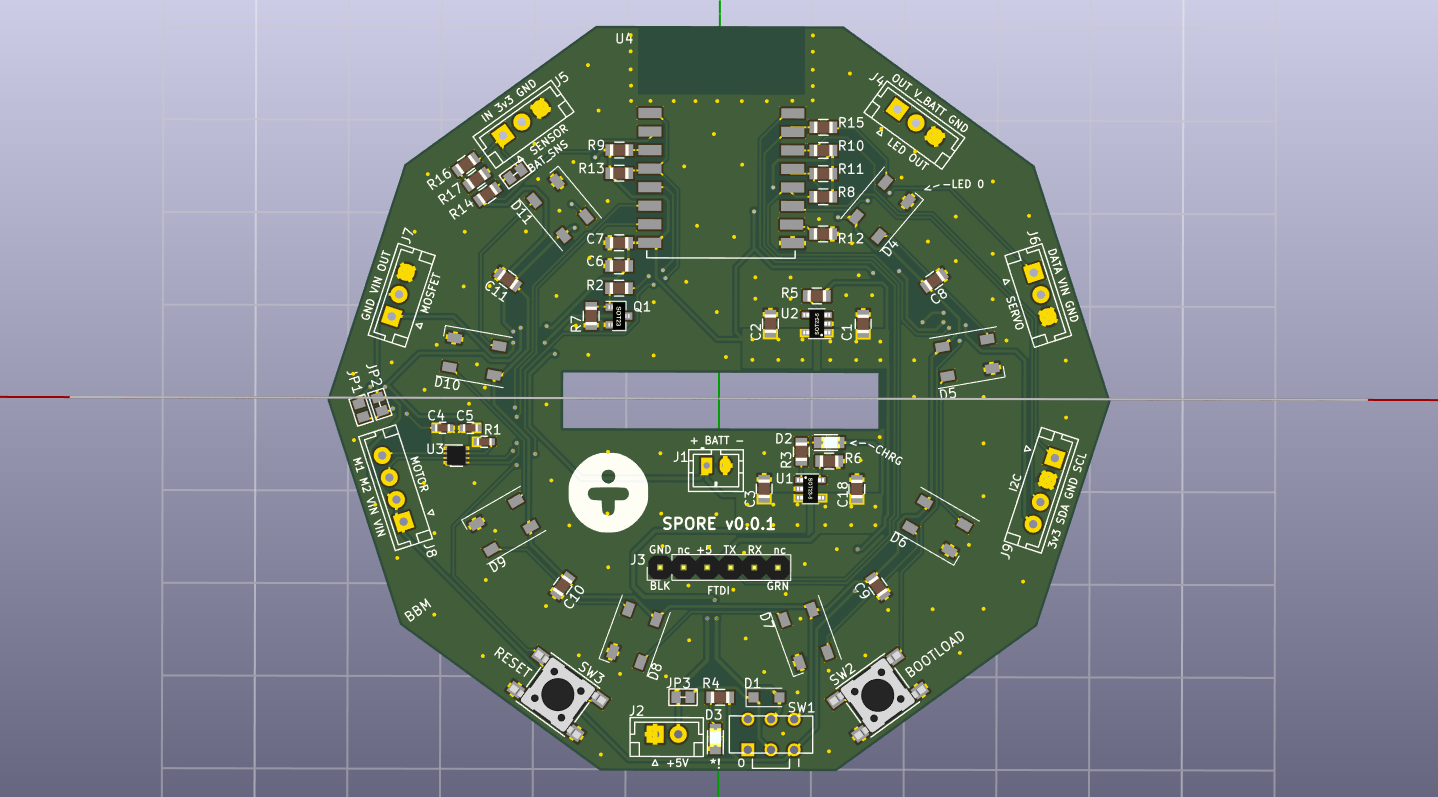 U4
J5
IN 3v3 GND
SENSOR
BAT_SNS
J4
OUT V_BATT GND
LED OUT
R15
R9
R10
R13
R11
R16
R17
R14
R8
<---LED 0
D11
R12
D4
J7
GND VIN OUT
MOSFET
C7
C6
C11
R2
R7
Q1
SOT23
R5
U2
C2
SOT23-5
C1
C8
J6
DATA VIN GND
SERVO
D10
D5
JP1
JP2
C4
C5
R1
U3
J8
MOTOR
M1 M2 VIN VIN
+ BATT -
J1
D2
<--CHRG
R3
R6
U1
C3
SOT23-5
C18
I2C
3v3 SDA GND SCL
J9
SPORE v0.0.1
D9
D6
J3
GND nc +5 TX RX nc
BLK
FTDI
GRN
C10
C9
BBM
D7
D8
RESET
SW3
SW2
BOOTLOAD
JP3
R4
D1
J2
D3
SW1
+5V
*!
O
I